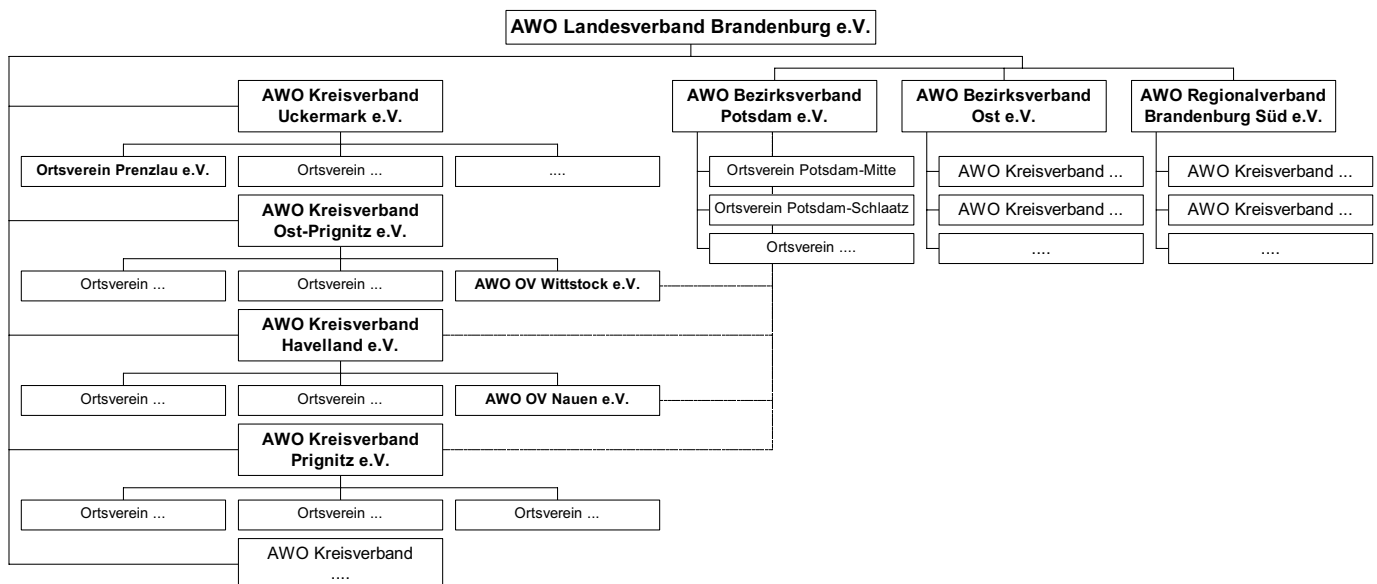 AWO Landesverband Brandenburg e.V.
AWO Kreisverband
Uckermark e.V.
AWO Bezirksverband
Potsdam e.V.
AWO Bezirksverband
Ost e.V.
AWO Regionalverband
Brandenburg Süd e.V.
Ortsverein Prenzlau e.V.
Ortsverein ...
....
Ortsverein Potsdam-Mitte
AWO Kreisverband ...
AWO Kreisverband ...
AWO Kreisverband
Ost-Prignitz e.V.
Ortsverein Potsdam-Schlaatz
AWO Kreisverband ...
AWO Kreisverband ...
Ortsverein ....
....
....
Ortsverein ...
Ortsverein ...
AWO OV Wittstock e.V.
AWO Kreisverband
Havelland e.V.
Ortsverein ...
Ortsverein ...
AWO OV Nauen e.V.
AWO Kreisverband
Prignitz e.V.
Ortsverein ...
Ortsverein ...
Ortsverein ...
AWO Kreisverband
....